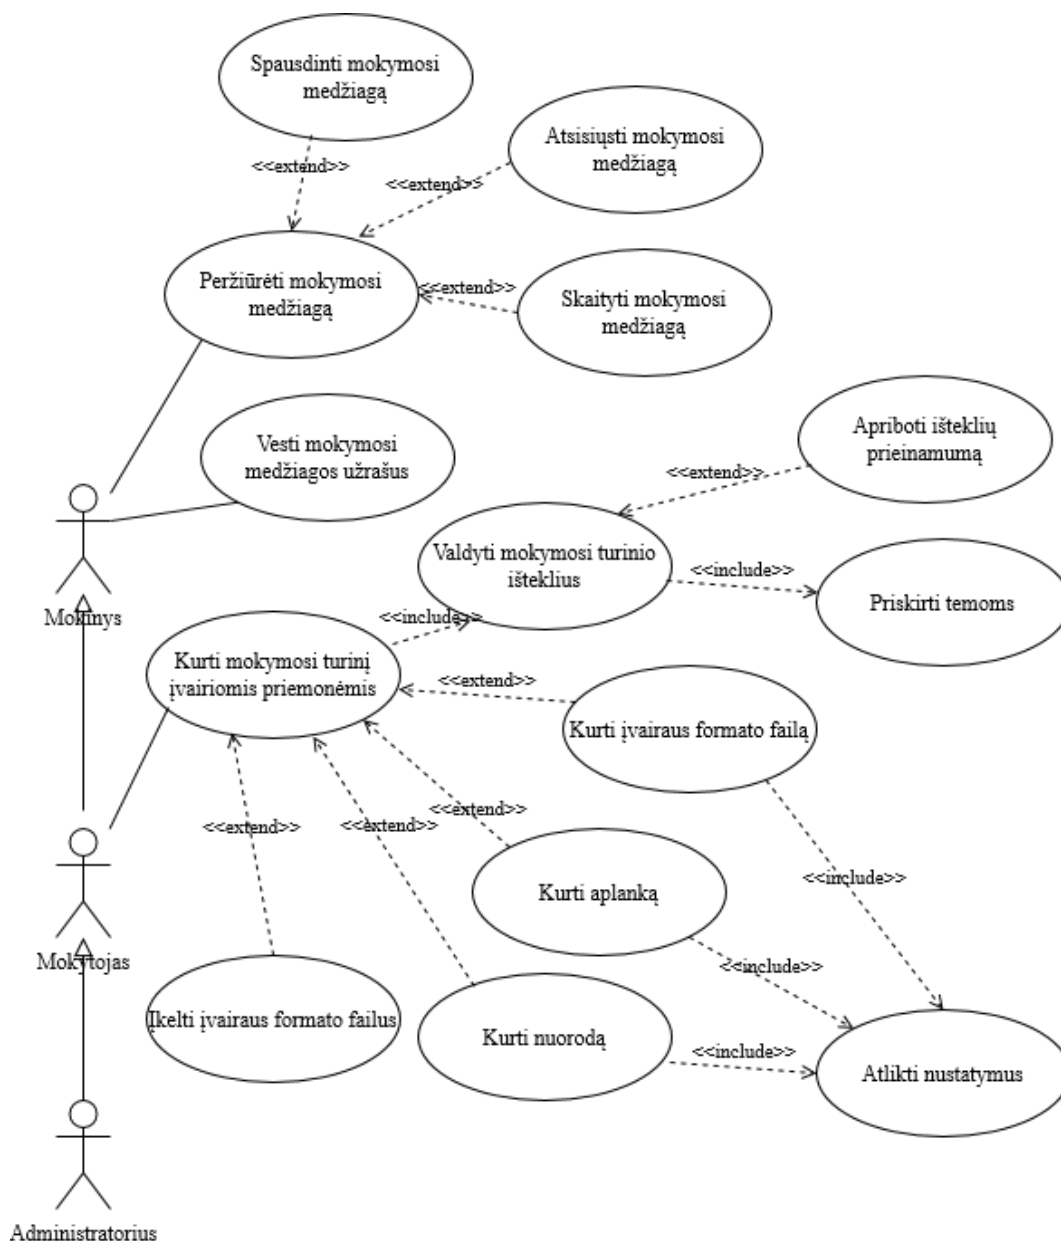 Spausdinti mokymosi
medžiagą
<<extend>>
Atsisiųsti mokymosi
medžiagą
<<extend>>
Peržiūrėti mokymosi
medžiagą
<<extend>>
Skaityti mokymosi
medžiagą
Vesti mokymosi
medžiagos užrašus
Apriboti išteklių
prieinamumą
<<extend>>
Valdyti mokymosi turinio
išteklius
<<include>>
Priskirti temoms
Mokinys
<<include>>
Kurti mokymosi turinį
įvairiomis priemonėmis
<<extend>>
Kurti įvairaus formato failą
<<extend>>
<<extend>>
<<extend>>
<<include>>
Kurti aplanką
Mokytojas
<<include>>
Įkelti įvairaus formato failus
Kurti nuorodą
<<include>>
Atlikti nustatymus
Administratorius